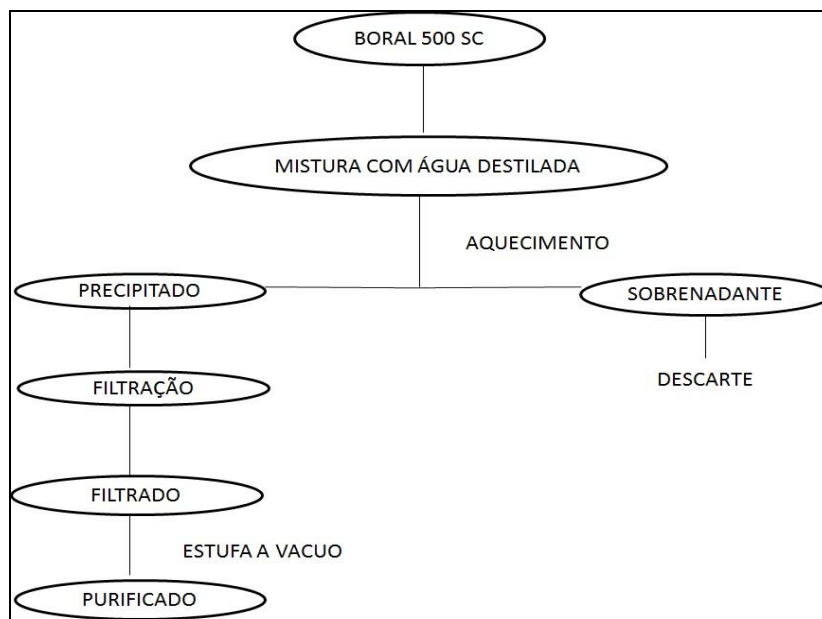 BORAL 500 SC
MISTURA COM ÁGUA DESTILADA
AQUECIMENTO
PRECIPITADO
SOBRENADANTE
DESCARTE
FILTRAÇÃO
FILTRADO
ESTUFA A VACUO
PURIFICADO